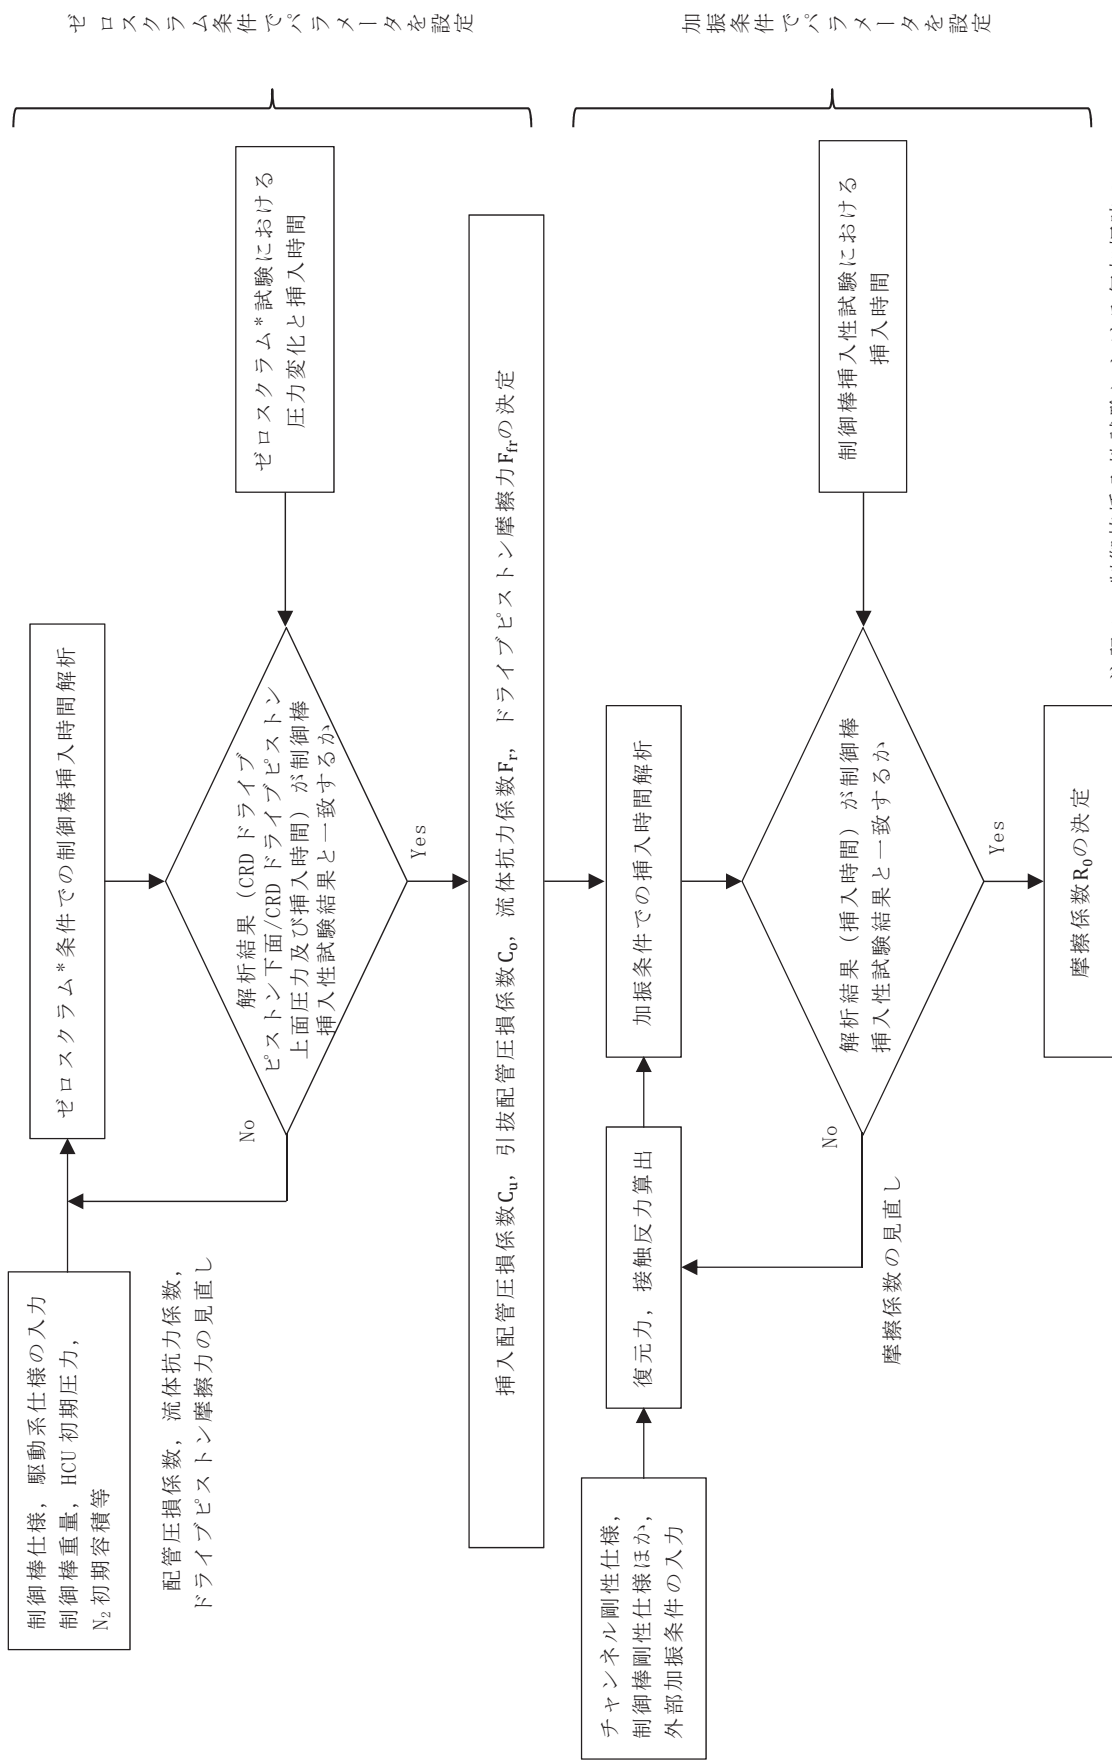 制御棒仕様，駆動系仕様の入力
制御棒重量，HCU 初期圧力，
N₂初期容積等
ゼロスクラム*条件での制御棒挿入時間解析
配管圧損係数，流体抗力係数，
ドライブピストン摩擦力の見直し
No
解析結果（CRD ドライブ
ピストン下面/CRD ドライブピストン
上面圧力及び挿入時間）が制御棒
挿入性試験結果と一致するか
Yes
ゼロスクラム*試験における
圧力変化と挿入時間
ゼロスクラム条件でパラメータを設定
挿入配管圧損係数Cu，引抜配管圧損係数Co，流体抗力係数Fr，ドライブピストン摩擦力Ffrの決定
チャンネル剛性仕様，
制御棒剛性仕様ほか，
外部加振条件の入力
復元力，接触反力算出
加振条件での挿入時間解析
摩擦係数の見直し
No
解析結果（挿入時間）が制御棒
挿入性試験結果と一致するか
Yes
制御棒挿入性試験における
挿入時間
加振条件でパラメータを設定
摩擦係数R₀の決定